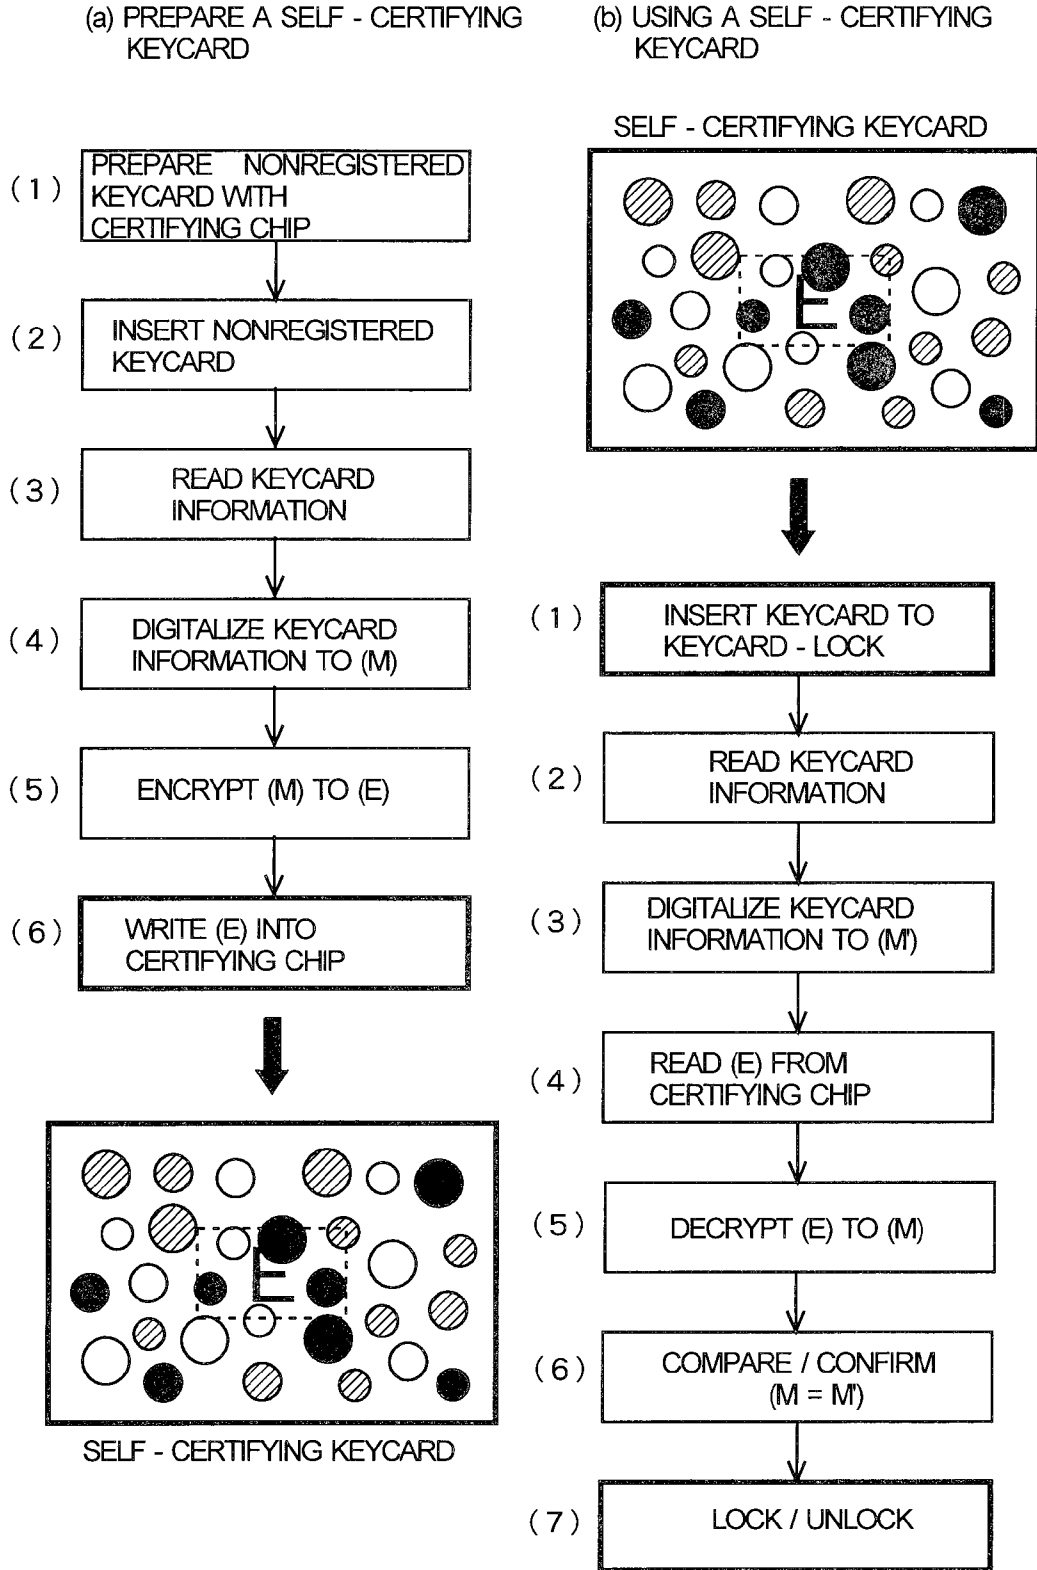 (a) PREPARE A SELF - CERTIFYING
KEYCARD
(1)
PREPARE NONREGISTERED
KEYCARD WITH
CERTIFYING CHIP
(2)
INSERT NONREGISTERED
KEYCARD
(3)
READ KEYCARD
INFORMATION
(4)
DIGITALIZE KEYCARD
INFORMATION TO (M)
(5)
ENCRYPT (M) TO (E)
(6)
WRITE (E) INTO
CERTIFYING CHIP
E
SELF - CERTIFYING KEYCARD
(b) USING A SELF - CERTIFYING
KEYCARD
SELF - CERTIFYING KEYCARD
E
(1)
INSERT KEYCARD TO
KEYCARD - LOCK
(2)
READ KEYCARD
INFORMATION
(3)
DIGITALIZE KEYCARD
INFORMATION TO (M')
(4)
READ (E) FROM
CERTIFYING CHIP
(5)
DECRYPT (E) TO (M)
(6)
COMPARE / CONFIRM
(M = M')
(7)
LOCK / UNLOCK